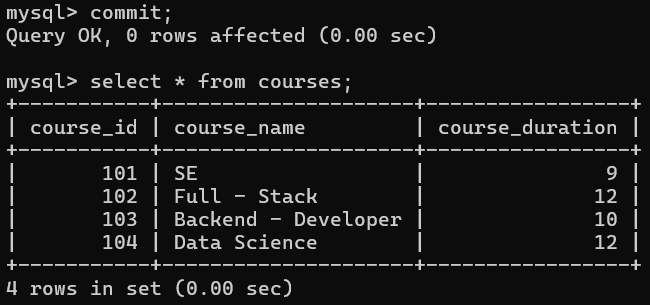 mysql> commit;
Query OK, 0 rows affected (0.00 sec)

mysql> select * from courses;
+-----------+---------------------+-----------------+
| course_id | course_name         | course_duration |
+-----------+---------------------+-----------------+
|       101 | SE                  |               9 |
|       102 | Full - Stack        |              12 |
|       103 | Backend - Developer |              10 |
|       104 | Data Science        |              12 |
+-----------+---------------------+-----------------+
4 rows in set (0.00 sec)